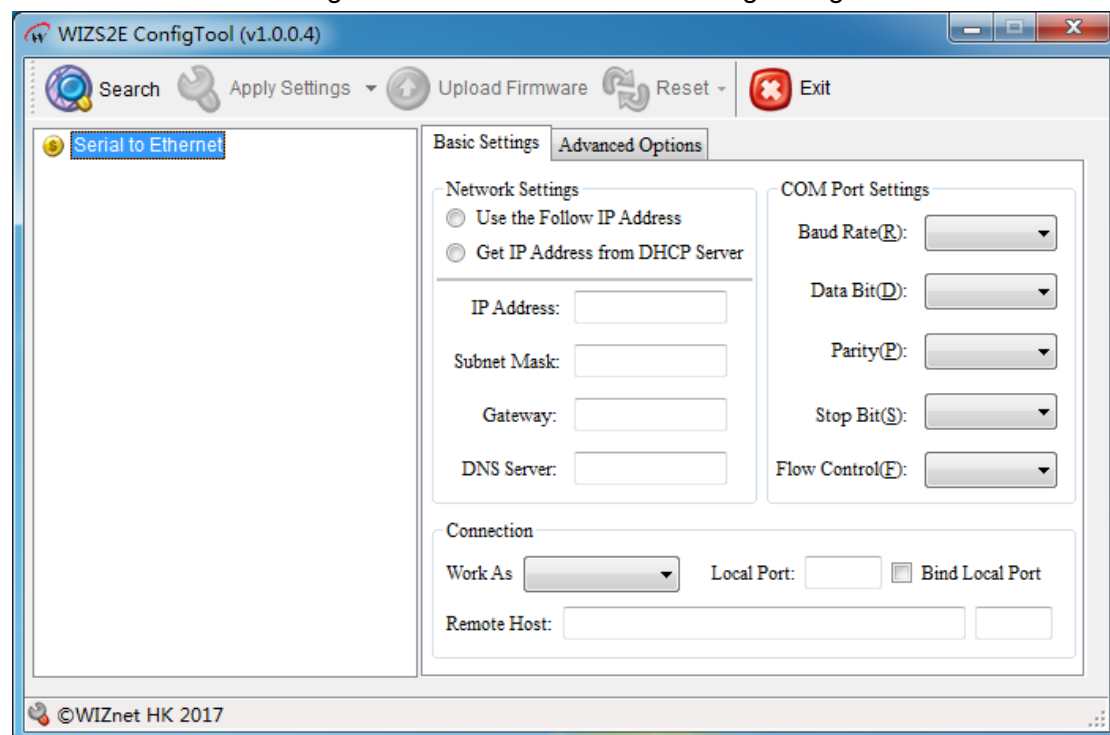 WIZS2E ConfigTool (v1.0.0.4)
Search Apply Settings Upload Firmware Reset Exit
Serial to Ethernet
Basic Settings Advanced Options
Network Settings
Use the Follow IP Address
Get IP Address from DHCP Server
IP Address:
Subnet Mask:
Gateway:
DNS Server:
COM Port Settings
Baud Rate(R):
Data Bit(D):
Parity(P):
Stop Bit(S):
Flow Control(F):
Connection
Work As Local Port: Bind Local Port
Remote Host:
©WIZnet HK 2017